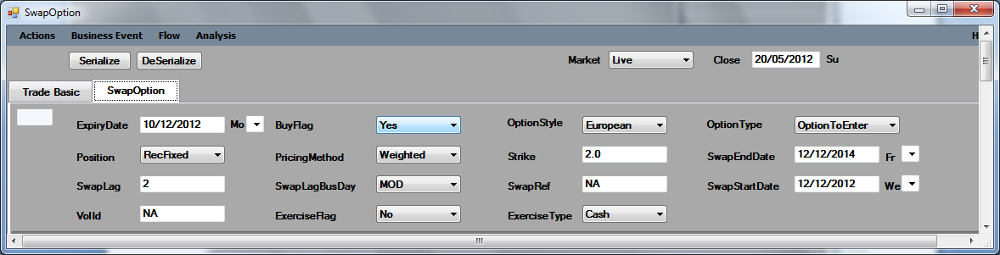 SwapOption
Actions Business Event Flow Analysis H
Serialize DeSerialize Market Live Close 20/05/2012 Su
Trade Basic SwapOption
ExpiryDate 10/12/2012 Mo BuyFlag Yes OptionStyle European OptionType OptionToEnter
Position RecFixed PricingMethod Weighted Strike 2.0 SwapEndDate 12/12/2014 Fr
SwapLag 2 SwapLagBusDay MOD SwapRef NA SwapStartDate 12/12/2012 We
VolId NA ExerciseFlag No ExerciseType Cash